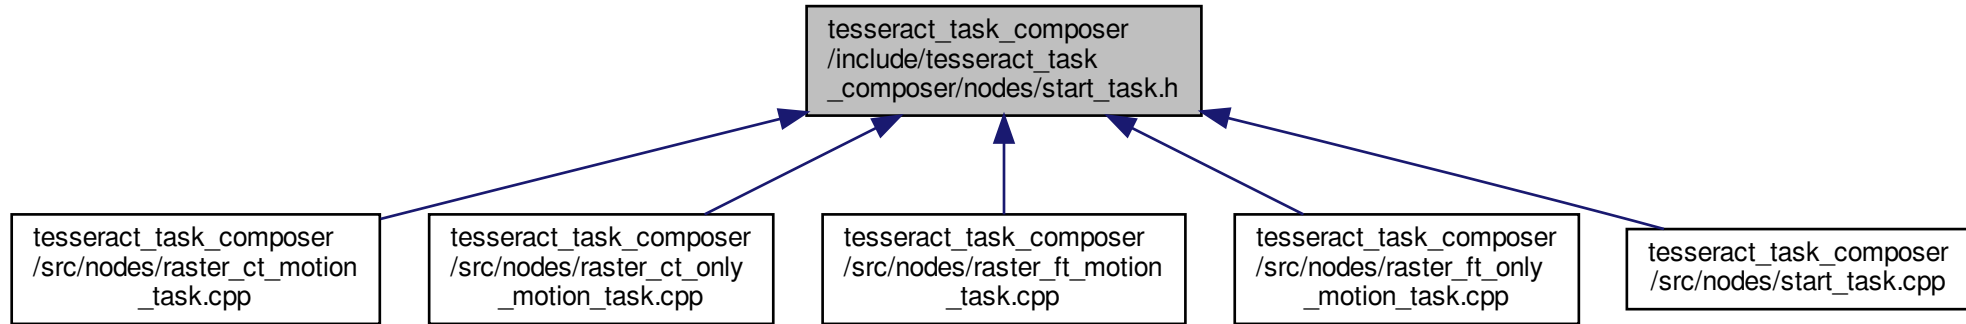 tesseract_task_composer
/include/tesseract_task
_composer/nodes/start_task.h
tesseract_task_composer
/src/nodes/raster_ct_motion
_task.cpp
tesseract_task_composer
/src/nodes/raster_ct_only
_motion_task.cpp
tesseract_task_composer
/src/nodes/raster_ft_motion
_task.cpp
tesseract_task_composer
/src/nodes/raster_ft_only
_motion_task.cpp
tesseract_task_composer
/src/nodes/start_task.cpp